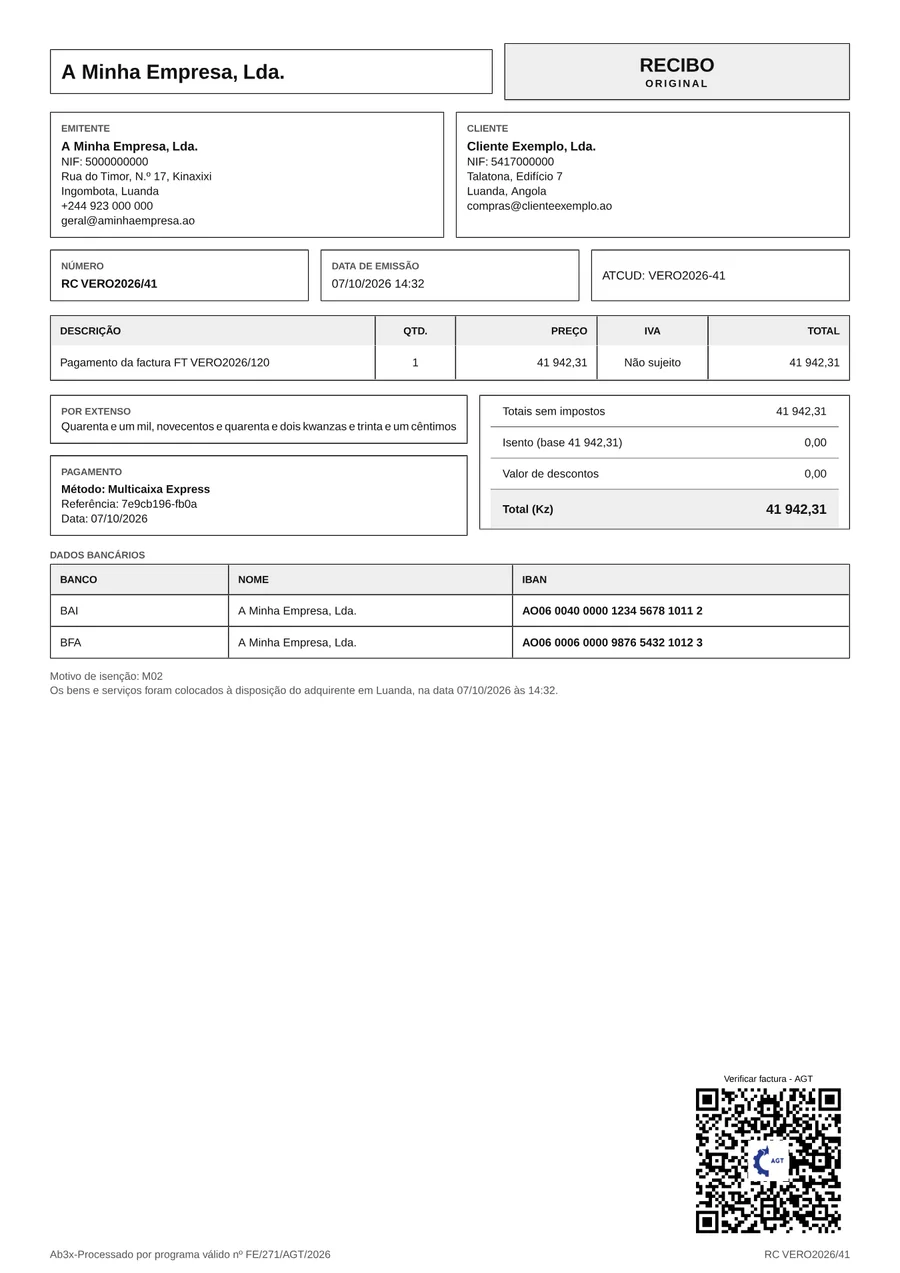 A Minha Empresa, Lda.
RECIBO
ORIGINAL
EMITENTE
A Minha Empresa, Lda.
NIF: 5000000000
Rua do Timor, N.º 17, Kinaxixi
Ingombota, Luanda
+244 923 000 000
geral@aminhaempresa.ao
CLIENTE
Cliente Exemplo, Lda.
NIF: 5417000000
Talatona, Edifício 7
Luanda, Angola
compras@clienteexemplo.ao
NÚMERO
RC VERO2026/41
DATA DE EMISSÃO
07/10/2026 14:32
ATCUD: VERO2026-41
DESCRIÇÃO QTD. PREÇO IVA TOTAL
Pagamento da factura FT VERO2026/120 1 41 942,31 Não sujeito 41 942,31
POR EXTENSO
Quarenta e um mil, novecentos e quarenta e dois kwanzas e trinta e um cêntimos
PAGAMENTO
Método: Multicaixa Express
Referência: 7e9cb196-fb0a
Data: 07/10/2026
Totais sem impostos 41 942,31
Isento (base 41 942,31) 0,00
Valor de descontos 0,00
Total (Kz) 41 942,31
DADOS BANCÁRIOS
BANCO NOME IBAN
BAI A Minha Empresa, Lda. AO06 0040 0000 1234 5678 1011 2
BFA A Minha Empresa, Lda. AO06 0006 0000 9876 5432 1012 3
Motivo de isenção: M02
Os bens e serviços foram colocados à disposição do adquirente em Luanda, na data 07/10/2026 às 14:32.
Verificar factura - AGT
AGT
Ab3x-Processado por programa válido nº FE/271/AGT/2026
RC VERO2026/41